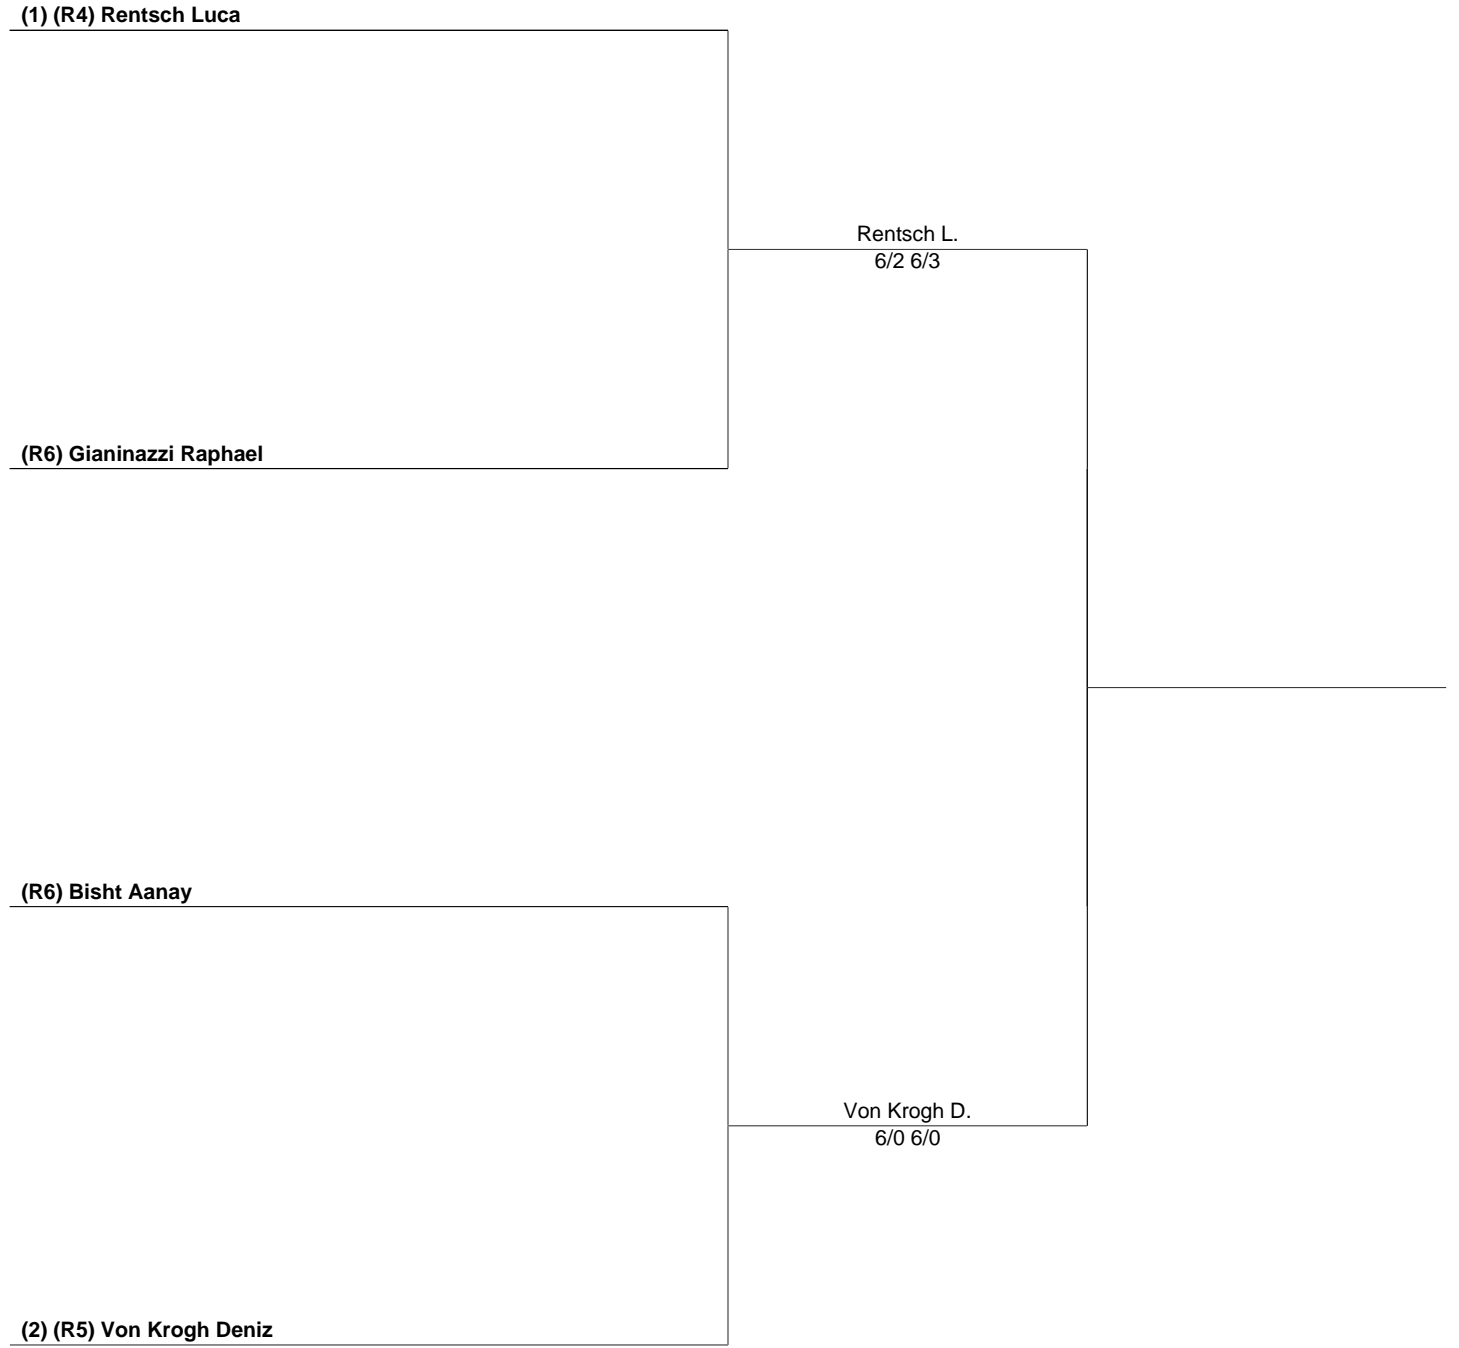 (1) (R4) Rentsch Luca
Rentsch L.
6/2 6/3
(R6) Gianinazzi Raphael
(R6) Bisht Aanay
Von Krogh D.
6/0 6/0
(2) (R5) Von Krogh Deniz